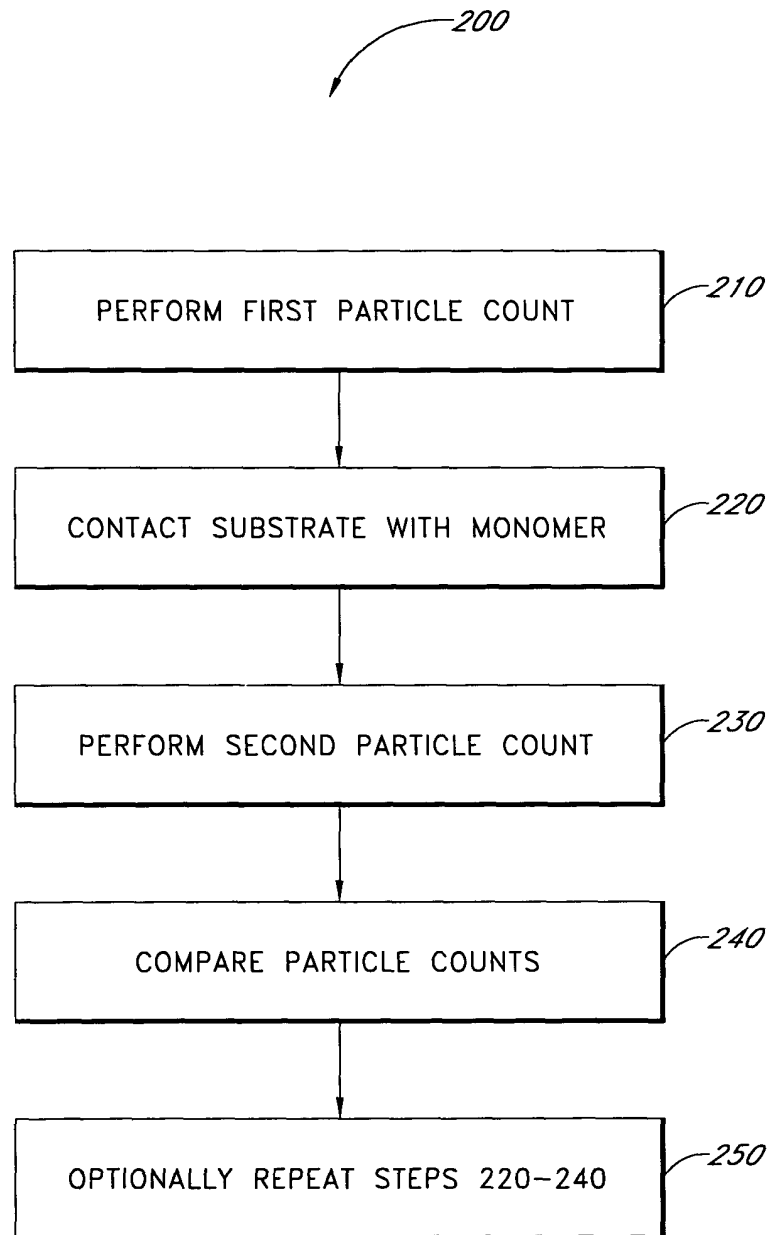 200
PERFORM FIRST PARTICLE COUNT
210
CONTACT SUBSTRATE WITH MONOMER
220
PERFORM SECOND PARTICLE COUNT
230
COMPARE PARTICLE COUNTS
240
OPTIONALLY REPEAT STEPS 220-240
250